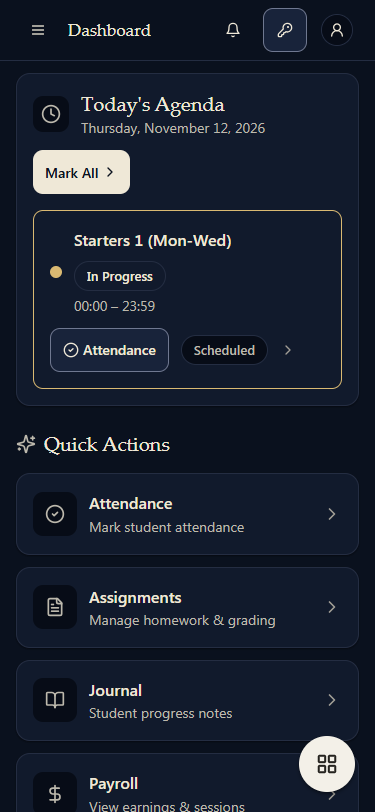 Dashboard
Today's Agenda
Thursday, November 12, 2026
Mark All
Starters 1 (Mon-Wed)
In Progress
00:00 – 23:59
Attendance
Scheduled
Quick Actions
Attendance
Mark student attendance
Assignments
Manage homework & grading
Journal
Student progress notes
Payroll
View earnings & sessions